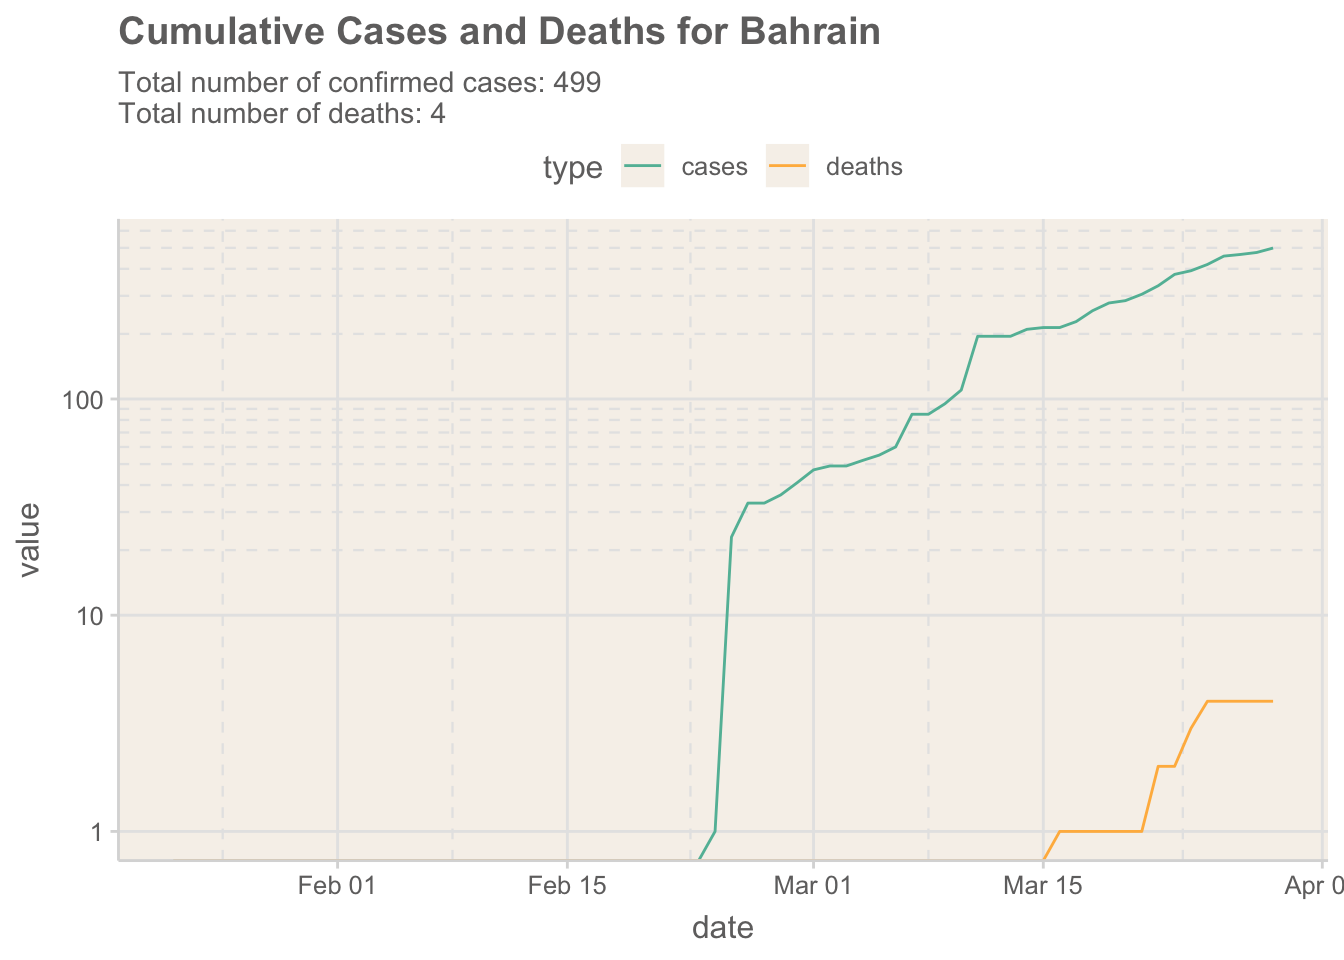 Cumulative Cases and Deaths for Bahrain
Total number of confirmed cases: 499
Total number of deaths: 4
type cases deaths
value
100
10
1
Feb 01 Feb 15 Mar 01 Mar 15 Apr 0
date